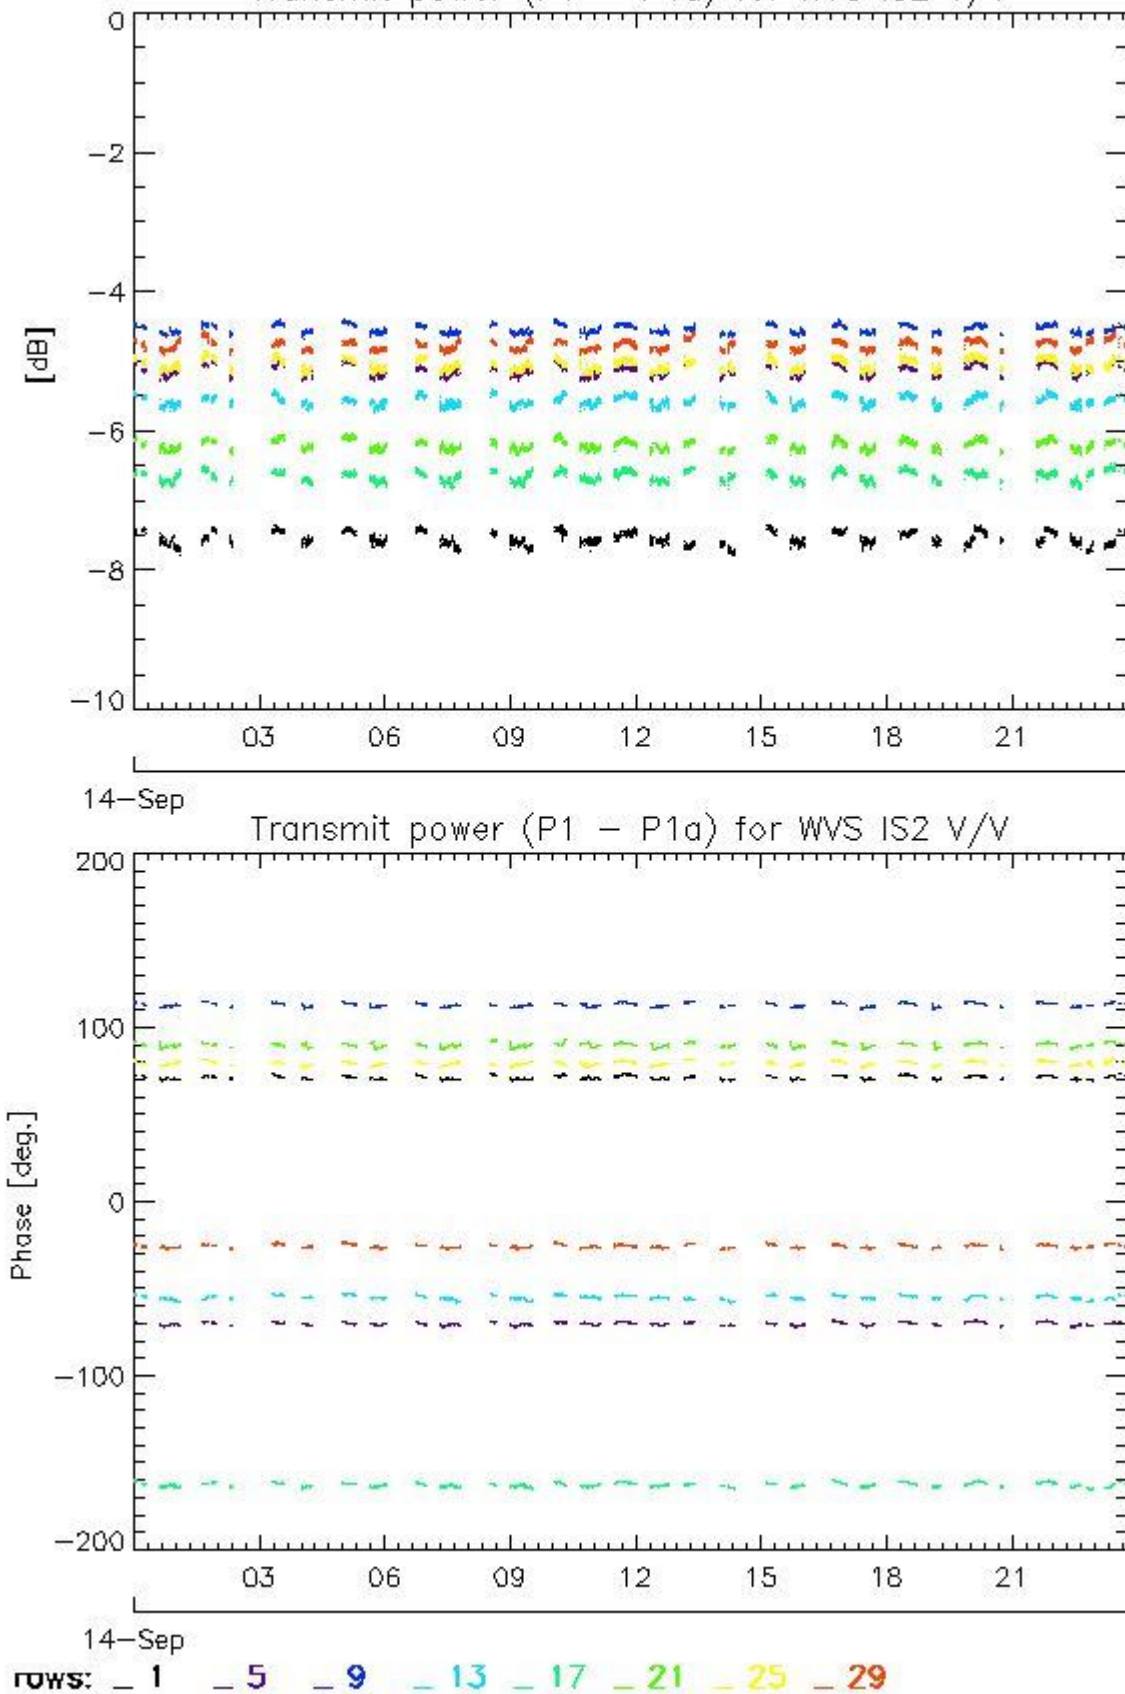 0
−2
−4
[dB]
−6
−8
−10
03 06 09 12 15 18 21
14−Sep
Transmit power (P1 − P1a) for WVS IS2 V/V
200
100
Phase [deg.]
0
−100
−200
03 06 09 12 15 18 21
14−Sep
rows: _ 1 _ 5 _ 9 _ 13 _ 17 _ 21 _ 25 _ 29